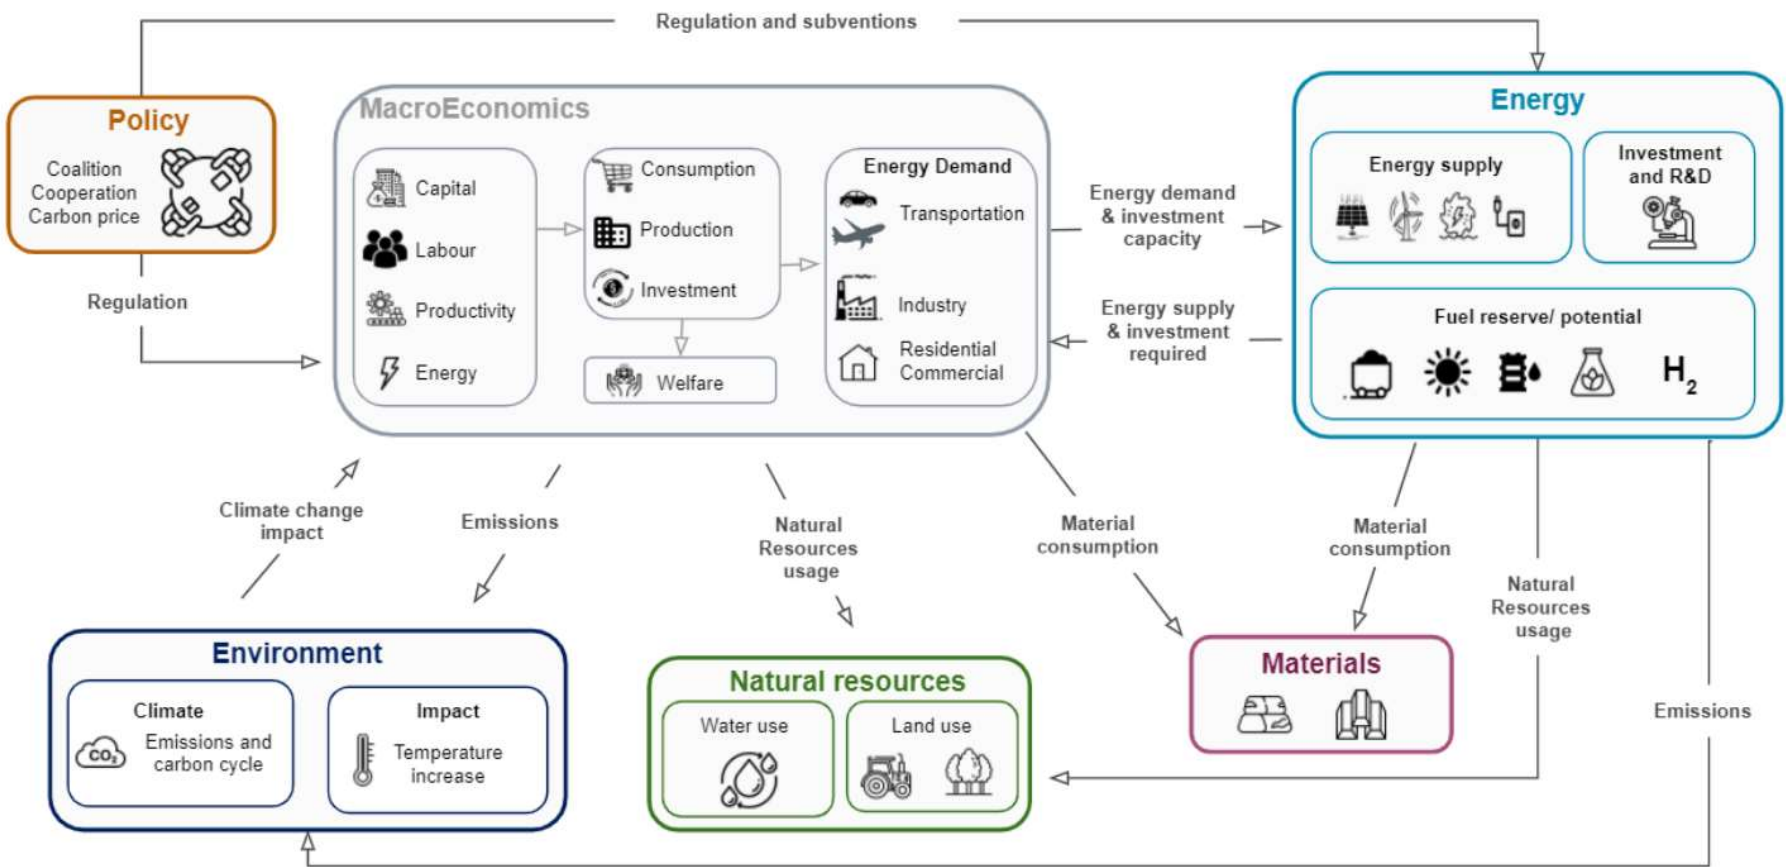 Regulation and subventions
Policy
Coalition
Cooperation
Carbon price
Regulation
MacroEconomics
Capital
Labour
Productivity
Energy
Consumption
Production
Investment
Welfare
Energy Demand
Transportation
Industry
Residential
Commercial
Energy demand
& investment
capacity
Energy supply
& investment
required
Energy
Energy supply
Investment
and R&D
Fuel reserve/ potential
H₂
Climate change
impact
Emissions
Natural
Resources
usage
Material
consumption
Material
consumption
Natural
Resources
usage
Emissions
Environment
Climate
CO₂
Emissions and
carbon cycle
Impact
Temperature
increase
Natural resources
Water use
Land use
Materials